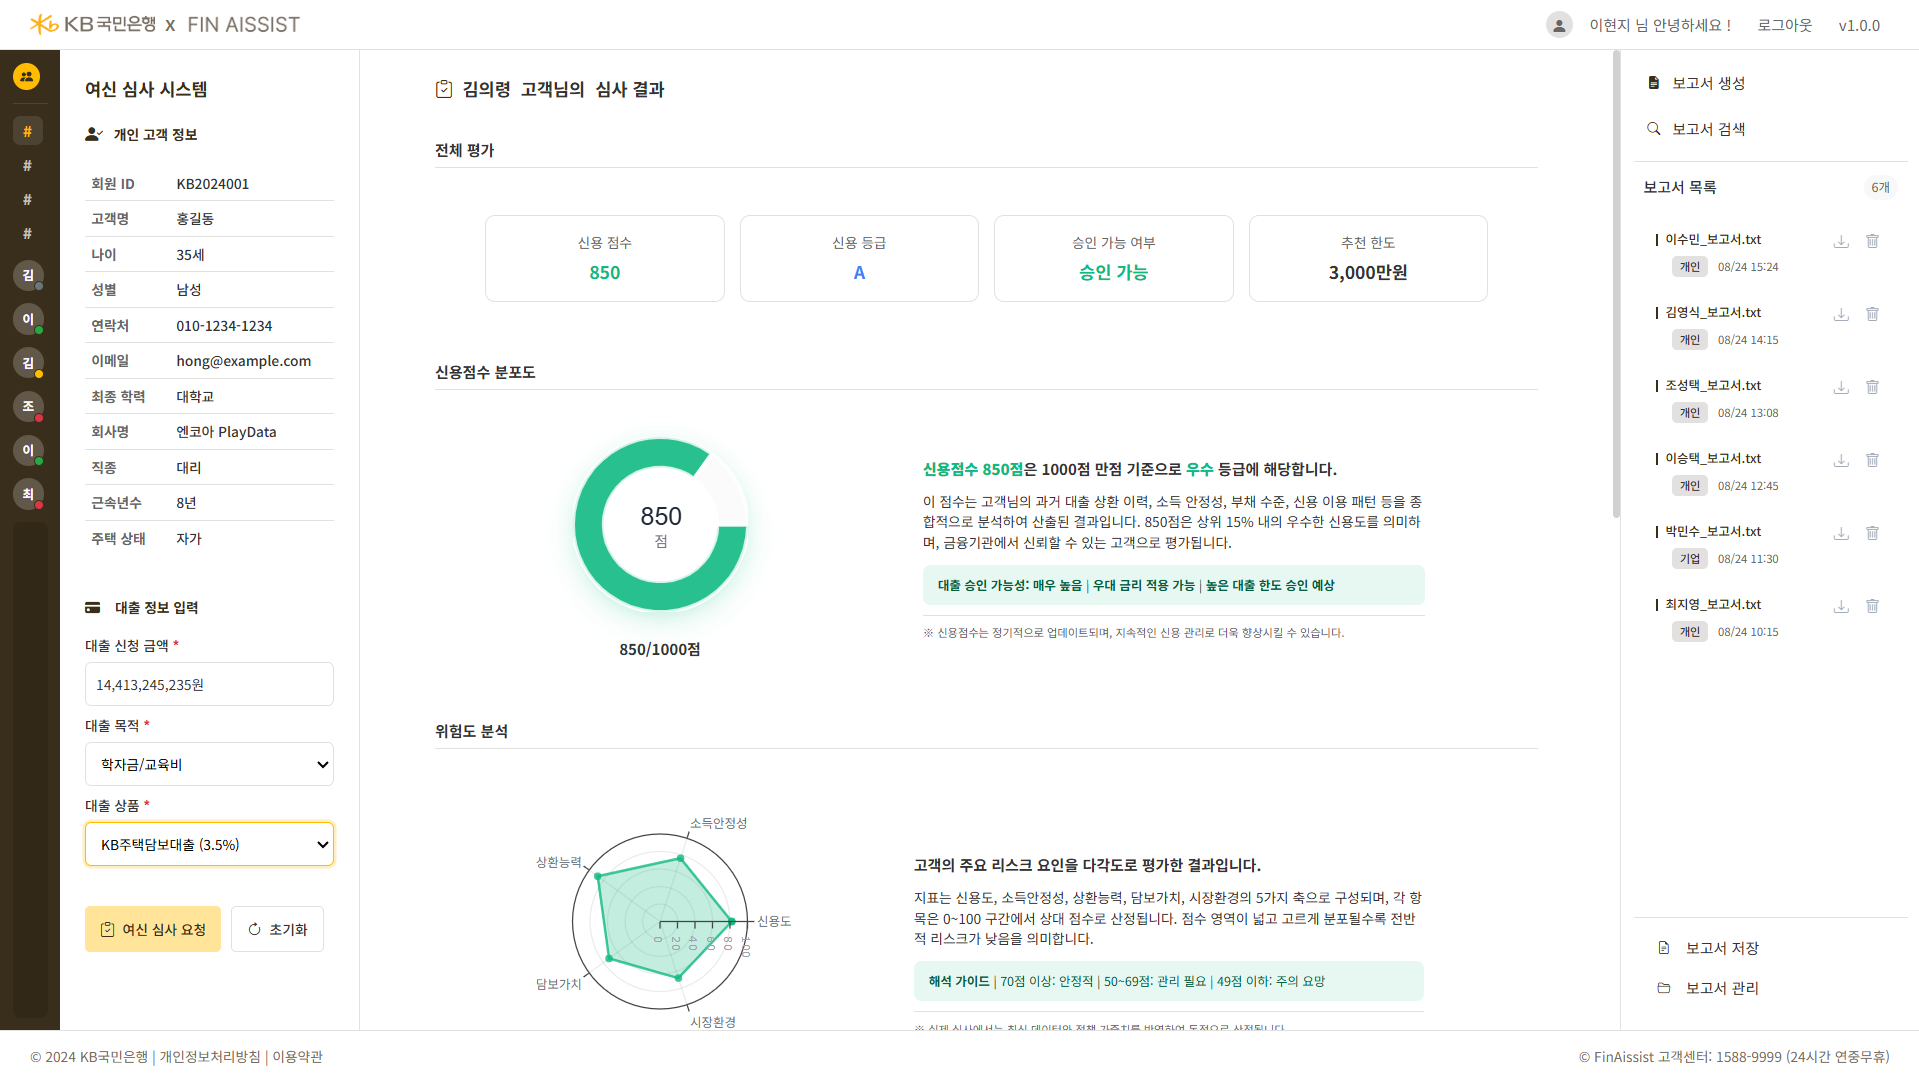 KB국민은행 x FIN AISSIST
이현지 님 안녕하세요 !
로그아웃
v1.0.0
#
#
#
#
김
이
김
조
이
최
여신 심사 시스템
개인 고객 정보
회원 ID KB2024001
고객명 홍길동
나이 35세
성별 남성
연락처 010-1234-1234
이메일 hong@example.com
최종 학력 대학교
회사명 엔코아 PlayData
직종 대리
근속년수 8년
주택 상태 자가
대출 정보 입력
대출 신청 금액 *
14,413,245,235원
대출 목적 *
학자금/교육비
대출 상품 *
KB주택담보대출 (3.5%)
여신 심사 요청
초기화
김의령 고객님의 심사 결과
전체 평가
신용 점수
850
신용 등급
A
승인 가능 여부
승인 가능
추천 한도
3,000만원
신용점수 분포도
850
점
850/1000점
신용점수 850점은 1000점 만점 기준으로 우수 등급에 해당합니다.
이 점수는 고객님의 과거 대출 상환 이력, 소득 안정성, 부채 수준, 신용 이용 패턴 등을 종
합적으로 분석하여 산출된 결과입니다. 850점은 상위 15% 내의 우수한 신용도를 의미하
며, 금융기관에서 신뢰할 수 있는 고객으로 평가됩니다.
대출 승인 가능성: 매우 높음 | 우대 금리 적용 가능 | 높은 대출 한도 승인 예상
※ 신용점수는 정기적으로 업데이트되며, 지속적인 신용 관리로 더욱 향상시킬 수 있습니다.
위험도 분석
소득안정성
상환능력
신용도
담보가치
시장환경
0
20
40
60
80
100
고객의 주요 리스크 요인을 다각도로 평가한 결과입니다.
지표는 신용도, 소득안정성, 상환능력, 담보가치, 시장환경의 5가지 축으로 구성되며, 각 항
목은 0~100 구간에서 상대 점수로 산정됩니다. 점수 영역이 넓고 고르게 분포될수록 전반
적 리스크가 낮음을 의미합니다.
해석 가이드 | 70점 이상: 안정적 | 50~69점: 관리 필요 | 49점 이하: 주의 요망
※ 실제 심사에서는 최신 데이터와 정책 가중치를 반영하여 동적으로 산정됩니다.
보고서 생성
보고서 검색
보고서 목록 6개
이수민_보고서.txt
개인 08/24 15:24
김영식_보고서.txt
개인 08/24 14:15
조성택_보고서.txt
개인 08/24 13:08
이승택_보고서.txt
개인 08/24 12:45
박민수_보고서.txt
기업 08/24 11:30
최지영_보고서.txt
개인 08/24 10:15
보고서 저장
보고서 관리
© 2024 KB국민은행 | 개인정보처리방침 | 이용약관
© FinAissist 고객센터: 1588-9999 (24시간 연중무휴)